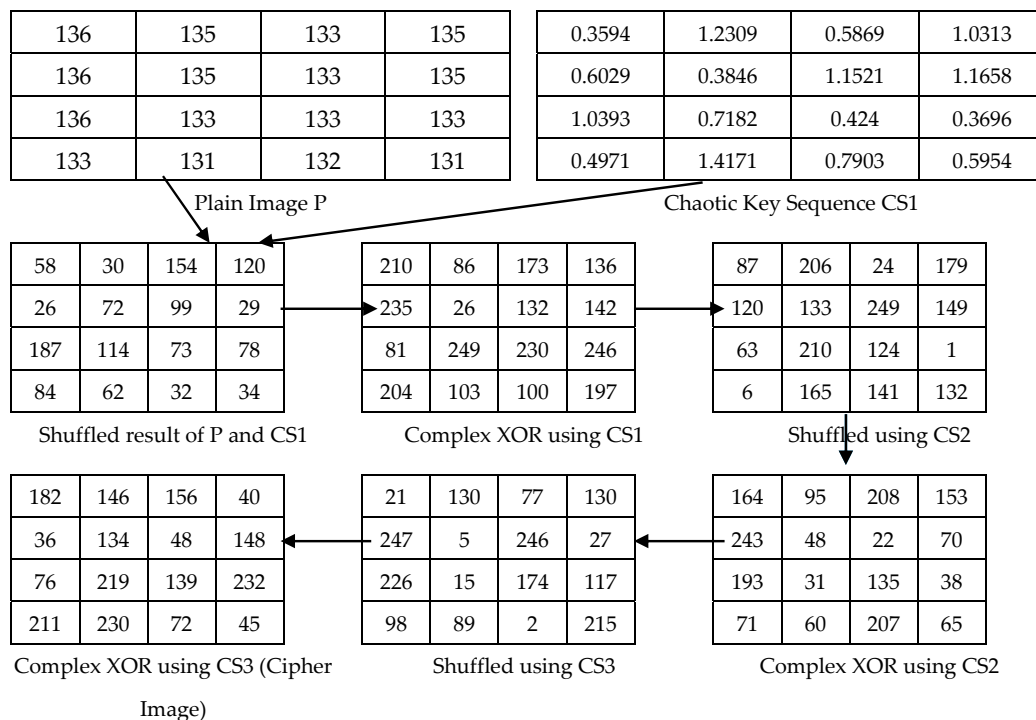 136 135 133 135 0.3594 1.2309 0.5869 1.0313
136 135 133 135 0.6029 0.3846 1.1521 1.1658
136 133 133 133 1.0393 0.7182 0.424 0.3696
133 131 132 131 0.4971 1.4171 0.7903 0.5954
Plain Image P Chaotic Key Sequence CS1
58 30 154 120 210 86 173 136 87 206 24 179
26 72 99 29 235 26 132 142 120 133 249 149
187 114 73 78 81 249 230 246 63 210 124 1
84 62 32 34 204 103 100 197 6 165 141 132
Shuffled result of P and CS1 Complex XOR using CS1 Shuffled using CS2
182 146 156 40 21 130 77 130 164 95 208 153
36 134 48 148 247 5 246 27 243 48 22 70
76 219 139 232 226 15 174 117 193 31 135 38
211 230 72 45 98 89 2 215 71 60 207 65
Complex XOR using CS3 (Cipher Shuffled using CS3 Complex XOR using CS2
Image)